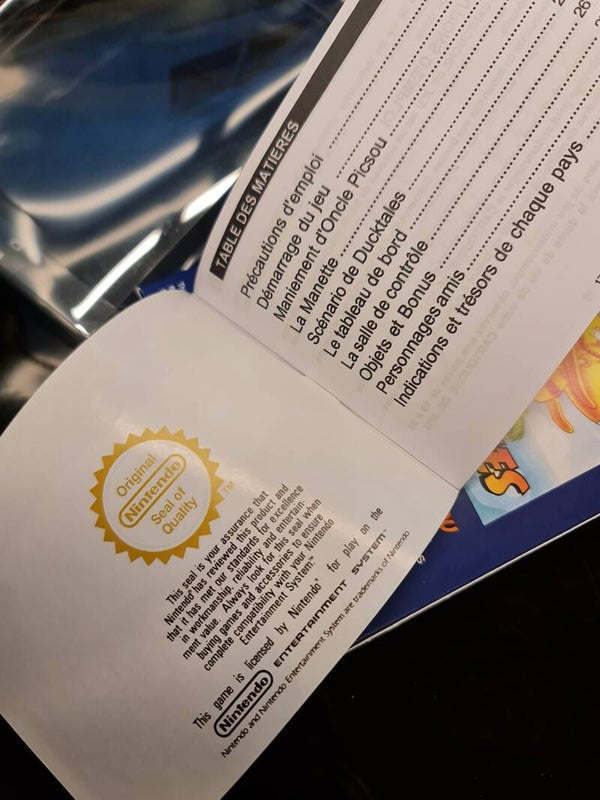 TABLE DES MATIERES
Précautions d'emploi
Démarrage du jeu
Maniement d'Oncle Picsou
La Manette
Scénario de Ducktales
Le tableau de bord
La salle de contrôle
Objets et Bonus
Personnages amis
Indications et trésors de chaque pays
26
Original
Nintendo
Seal of
Quality
TM
This seal is your assurance that
Nintendo® has reviewed this product and
that it has met our standards for excellence
in workmanship, reliability and entertain-
ment value. Always look for this seal when
buying games and accessories to ensure
complete compatibility with your Nintendo
Entertainment System.™
This game is licensed by Nintendo® for play on the
Nintendo ENTERTAINMENT SYSTEM™
Nintendo and Nintendo Entertainment System are trademarks of Nintendo
ES